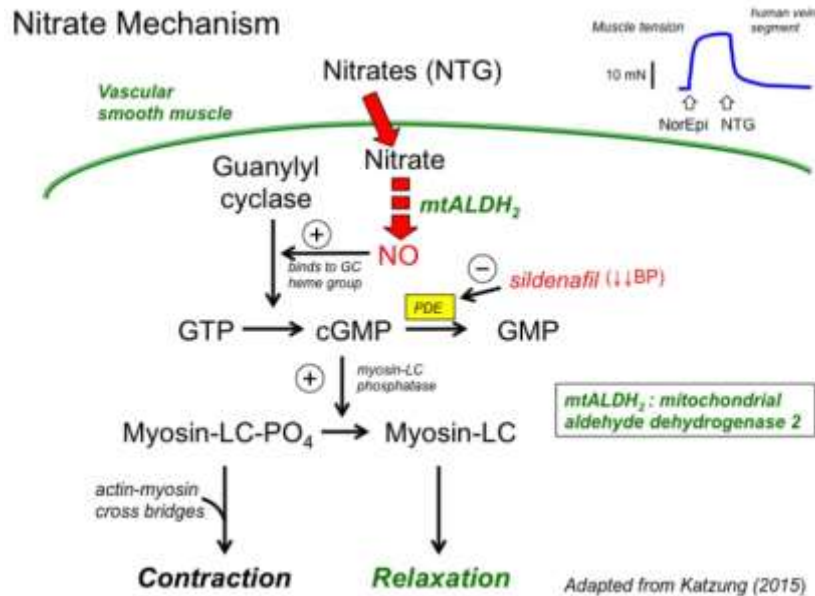 Nitrate Mechanism
Muscle tension
human vein
segment
10 mN
NorEpi
NTG
Nitrates (NTG)
Vascular
smooth muscle
Nitrate
Guanylyl
cyclase
mtALDH₂
+
NO
binds to GC
heme group
−
sildenafil (↓↓BP)
PDE
GTP
cGMP
GMP
+
myosin-LC
phosphatase
mtALDH₂ : mitochondrial
aldehyde dehydrogenase 2
Myosin-LC-PO₄
Myosin-LC
actin-myosin
cross bridges
Contraction
Relaxation
Adapted from Katzung (2015)